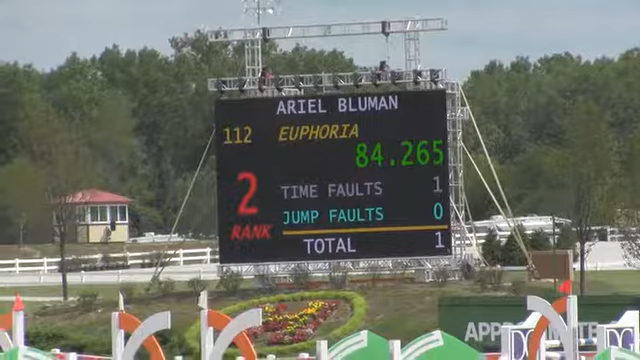 ARIEL BLUMAN
112 EUPHORIA
84.265
2 RANK
TIME FAULTS 1
JUMP FAULTS 0
TOTAL 1